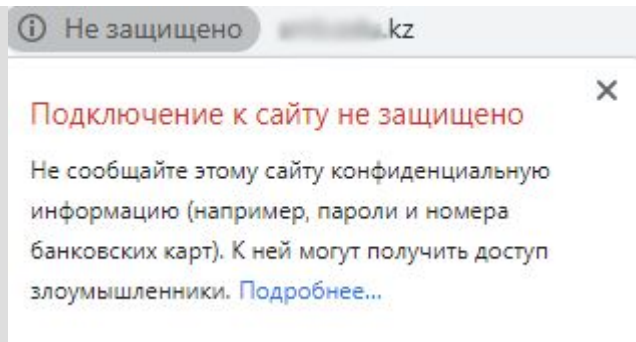 Не защищено .kz
Подключение к сайту не защищено
Не сообщайте этому сайту конфиденциальную
информацию (например, пароли и номера
банковских карт). К ней могут получить доступ
злоумышленники. Подробнее...